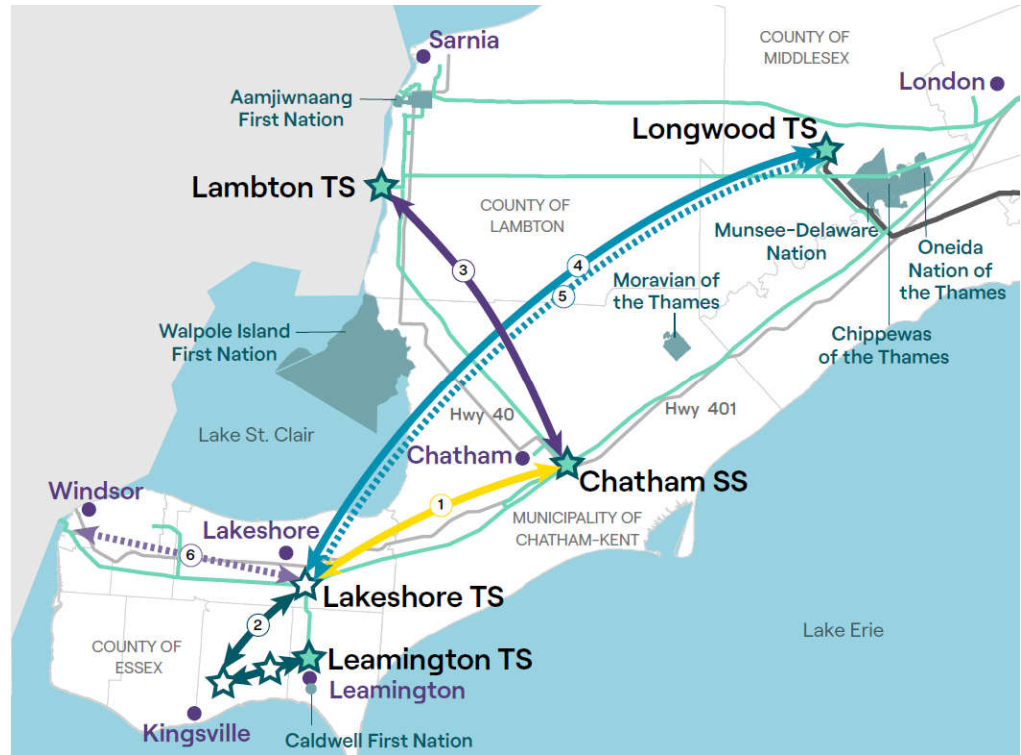 Sarnia
COUNTY OF
MIDDLESEX
London
Aamjiwnaang
First Nation
Longwood TS
Lambton TS
COUNTY OF
LAMBTON
Munsee-Delaware
Nation
Oneida
Nation of
the Thames
3
4
5
Moravian of
the Thames
Chippewas
of the Thames
Walpole Island
First Nation
Hwy 40
Hwy 401
Lake St. Clair
Chatham
Chatham SS
Windsor
1
MUNICIPALITY OF
CHATHAM-KENT
Lakeshore
6
Lakeshore TS
2
Lake Erie
COUNTY OF
ESSEX
Leamington TS
Leamington
Kingsville
Caldwell First Nation